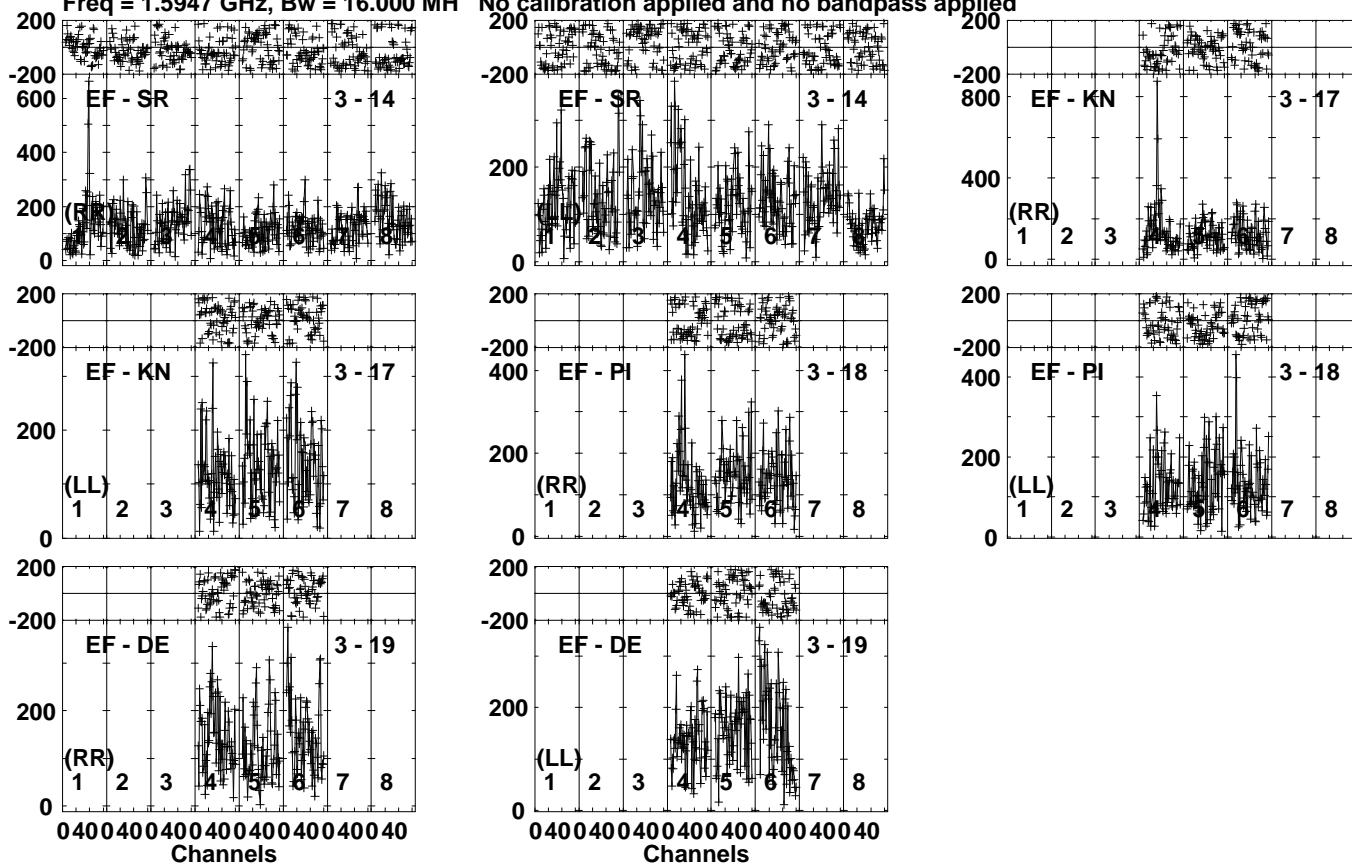 Freq = 1.5947 GHz, Bw = 16.000 MH No calibration applied and no bandpass applied
200
-200
EF - SR 3 - 14
600
400
200
0
(RR)
1 2 3 4 5 6 7 8
200
-200
EF - SR 3 - 14
200
0
(LL)
1 2 3 4 5 6 7 8
200
-200
EF - KN 3 - 17
800
400
0
(RR)
1 2 3 4 5 6 7 8
200
-200
EF - KN 3 - 17
200
0
(LL)
1 2 3 4 5 6 7 8
200
-200
EF - PI 3 - 18
400
200
0
(RR)
1 2 3 4 5 6 7 8
200
-200
EF - PI 3 - 18
400
200
0
(LL)
1 2 3 4 5 6 7 8
200
-200
EF - DE 3 - 19
200
0
(RR)
1 2 3 4 5 6 7 8
0 40 0 40 0 40 0 40 0 40 0 40 0 40 0 40
Channels
200
-200
EF - DE 3 - 19
200
0
(LL)
1 2 3 4 5 6 7 8
0 40 0 40 0 40 0 40 0 40 0 40 0 40 0 40
Channels